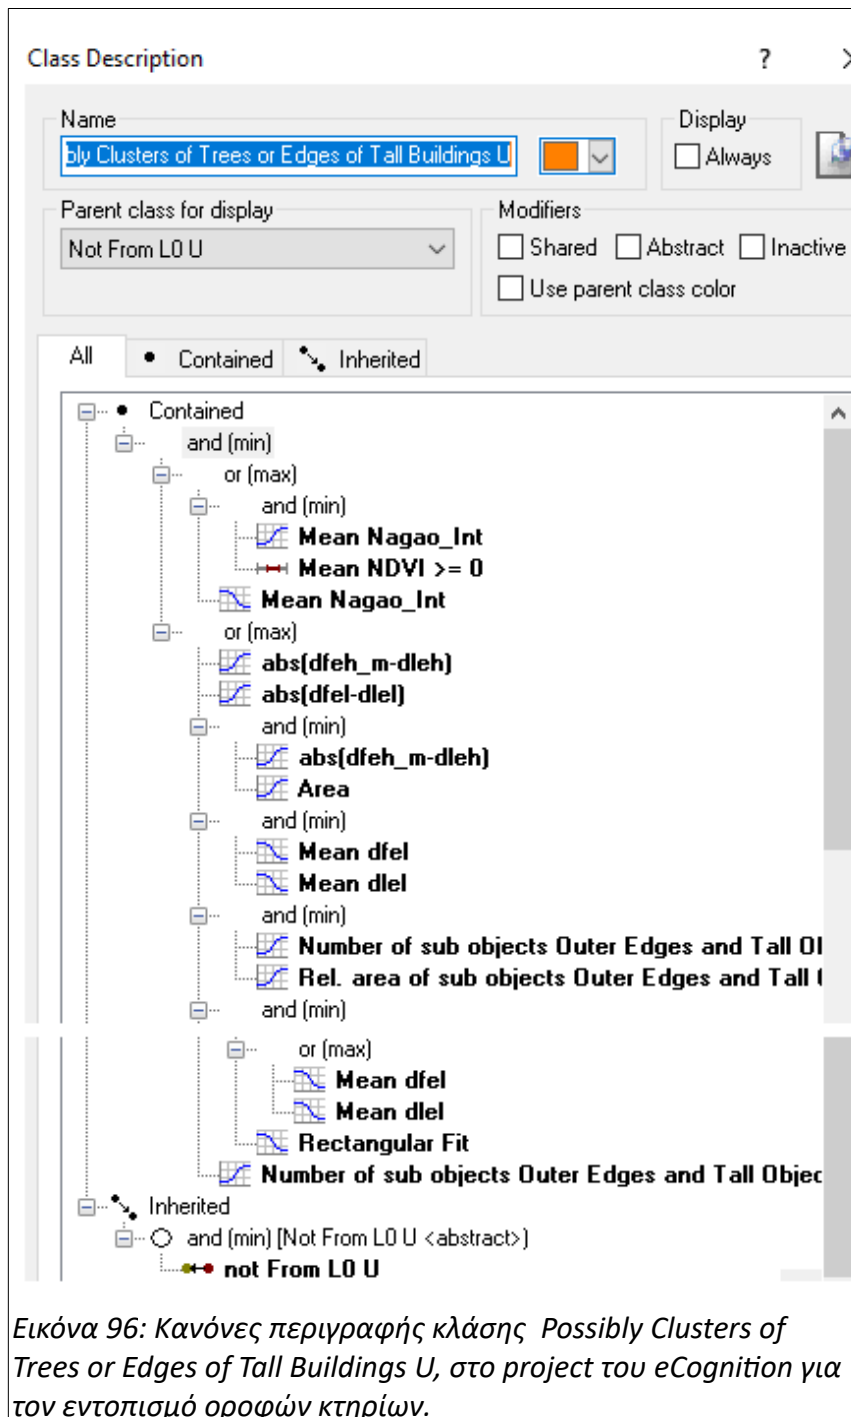 Class Description ?
Name
bly Clusters of Trees or Edges of Tall Buildings U
Display
Always
Parent class for display
Not From L0 U
Modifiers
Shared Abstract Inactive
Use parent class color
All Contained Inherited
Contained
and (min)
or (max)
and (min)
Mean Nagao_Int
Mean NDVI >= 0
Mean Nagao_Int
or (max)
abs(dfeh_m-dleh)
abs(dfel-dlel)
and (min)
abs(dfeh_m-dleh)
Area
and (min)
Mean dfel
Mean dlel
and (min)
Number of sub objects Outer Edges and Tall Ol
Rel. area of sub objects Outer Edges and Tall
and (min)
or (max)
Mean dfel
Mean dlel
Rectangular Fit
Number of sub objects Outer Edges and Tall Objec
Inherited
and (min) [Not From L0 U <abstract>)
not From L0 U
Εικόνα 96: Κανόνες περιγραφής κλάσης Possibly Clusters of
Trees or Edges of Tall Buildings U, στο project του eCognition για
τον εντοπισμό οροφών κτηρίων.